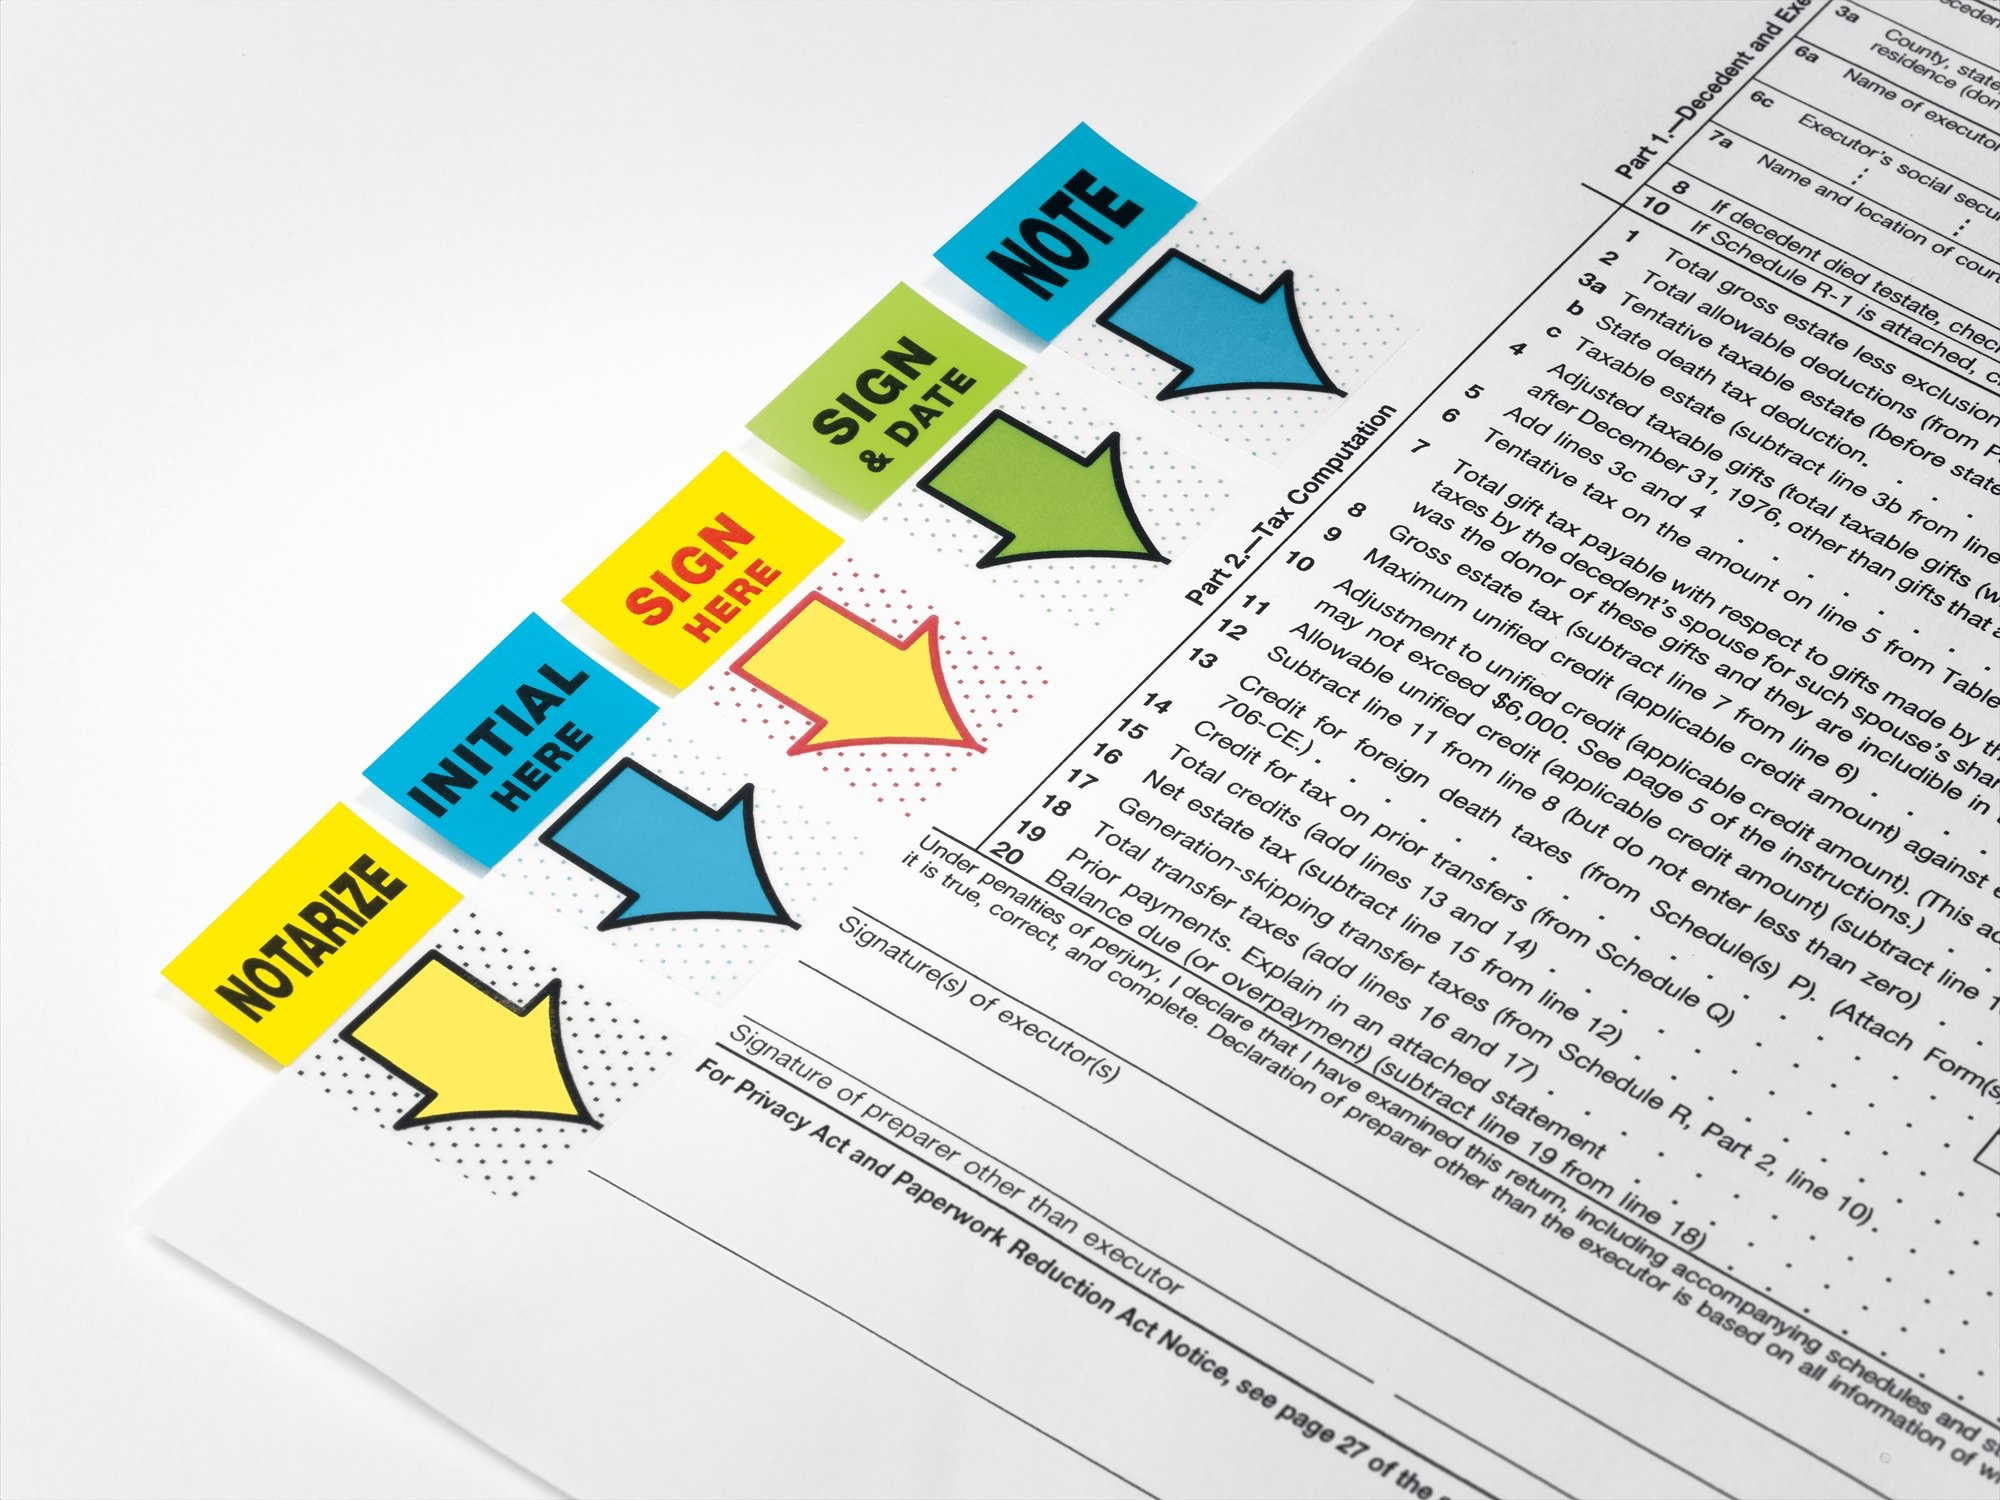 NOTE
SIGN
& DATE
SIGN
HERE
INITIAL
HERE
NOTARIZE
Part 1.—Decedent and
3a
County, state,
residence
6a
Name of executor
6c
Executor's social
7a
Name and location of
8
If decedent died testate,
10
If Schedule R-1 is attached,
Part 2.—Tax Computation
1 Total gross estate less exclusion
2 Total allowable deductions (from
3a Tentative taxable estate (before state
b State death tax deduction.
c Taxable estate (subtract line 3b from line
4 Adjusted taxable gifts (total taxable gifts
after December 31, 1976, other than gifts that
5 Add lines 3c and 4
6 Tentative tax on the amount on line 5 from Table
7 Total gift tax payable with respect to gifts made by
taxes by the decedent's spouse for such spouse's
was the donor of these gifts and they are includible in
8 Gross estate tax (subtract line 7 from line 6)
9 Maximum unified credit (applicable credit amount) against
10 Adjustment to unified credit (applicable credit amount). (This
may not exceed $6,000. See page 5 of the instructions.)
11 Allowable unified credit (applicable credit amount) (subtract line
12 Subtract line 11 from line 8 (but do not enter less than zero)
13 Credit for foreign death taxes (from Schedule(s) P). (Attach Form(s)
706-CE.)
14 Credit for tax on prior transfers (from Schedule Q)
15 Total credits (add lines 13 and 14)
16 Net estate tax (subtract line 15 from line 12)
17 Generation-skipping transfer taxes (from Schedule R, Part 2, line 10).
18 Total transfer taxes (add lines 16 and 17)
19 Prior payments. Explain in an attached statement
20 Balance due (or overpayment) (subtract line 19 from line 18)
Under penalties of perjury, I declare that I have examined this return, including accompanying schedules and
it is true, correct, and complete. Declaration of preparer other than the executor is based on all information of
Signature(s) of executor(s)
Signature of preparer other than executor
For Privacy Act and Paperwork Reduction Act Notice, see page 27 of the